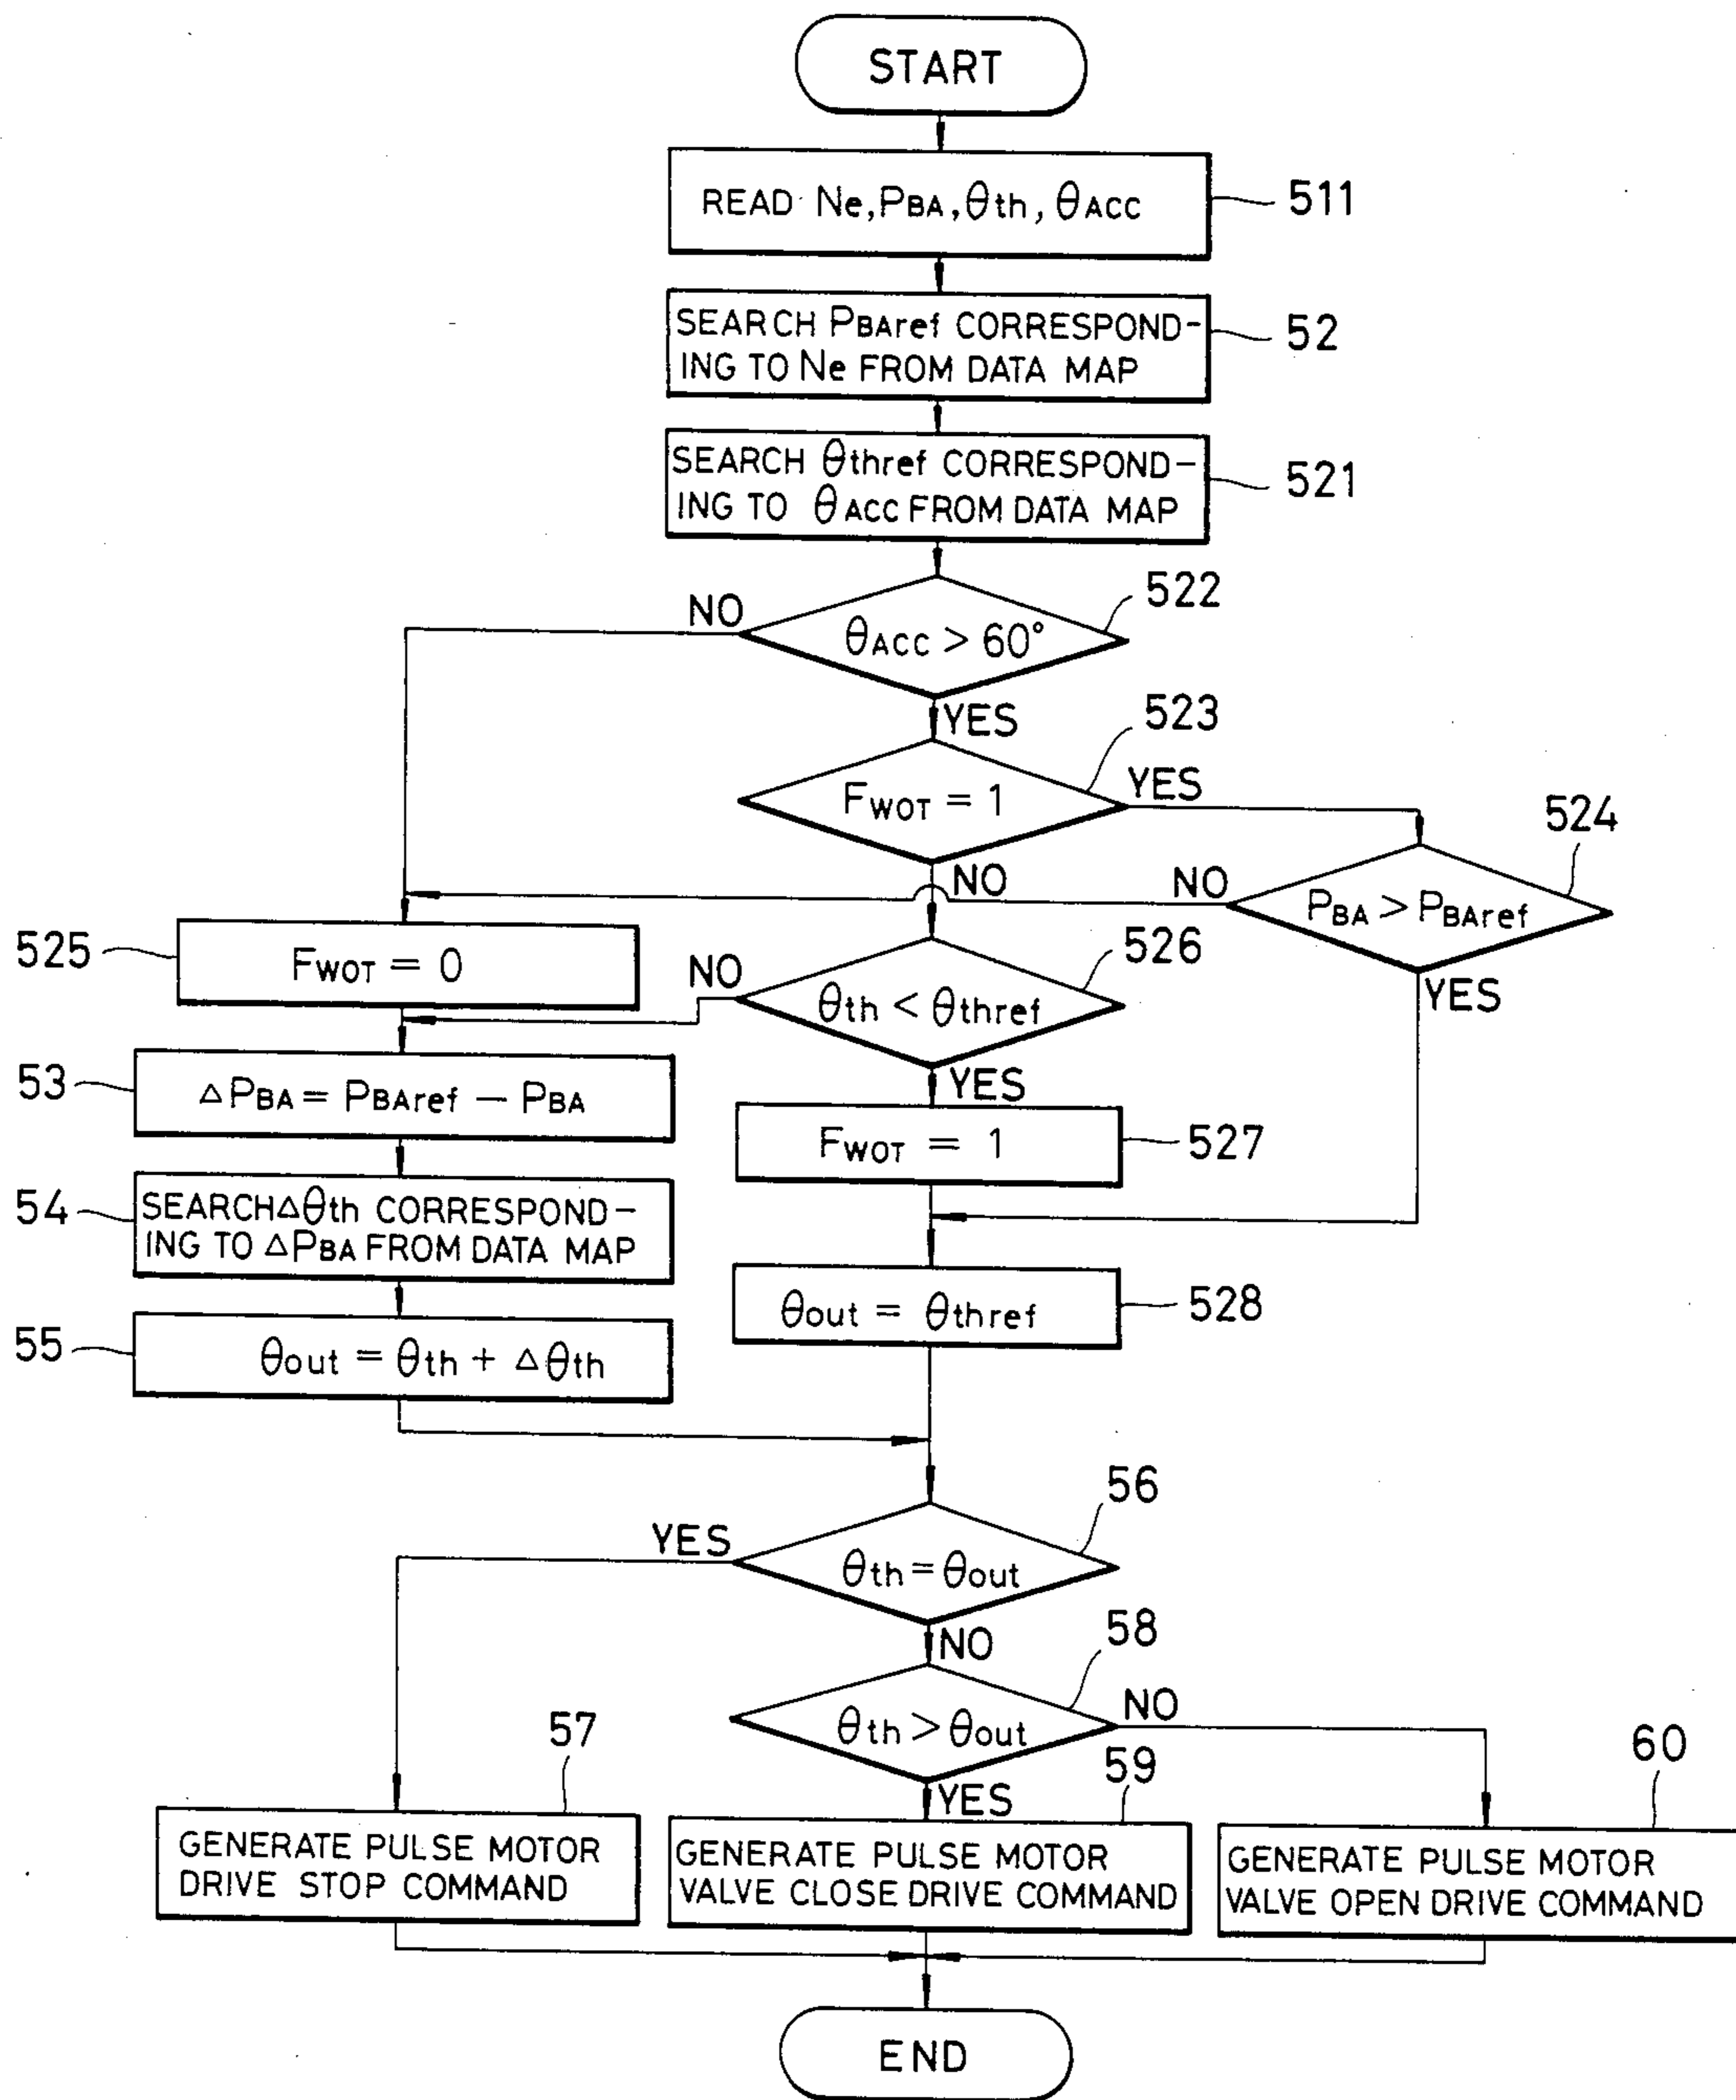 START
READ Ne, PBA, θth, θACC
511
SEARCH PBAref CORRESPOND-
ING TO Ne FROM DATA MAP
52
SEARCH θthref CORRESPOND-
ING TO θACC FROM DATA MAP
521
522
NO
θACC > 60°
YES
523
FWOT = 1
YES
524
NO
NO
PBA > PBAref
YES
525
FWOT = 0
526
NO
θth < θthref
YES
53
ΔPBA = PBAref - PBA
FWOT = 1
527
54
SEARCH Δθth CORRESPOND-
ING TO ΔPBA FROM DATA MAP
θout = θthref
528
55
θout = θth + Δθth
56
YES
θth = θout
NO
58
θth > θout
NO
YES
57
GENERATE PULSE MOTOR
DRIVE STOP COMMAND
59
GENERATE PULSE MOTOR
VALVE CLOSE DRIVE COMMAND
60
GENERATE PULSE MOTOR
VALVE OPEN DRIVE COMMAND
END